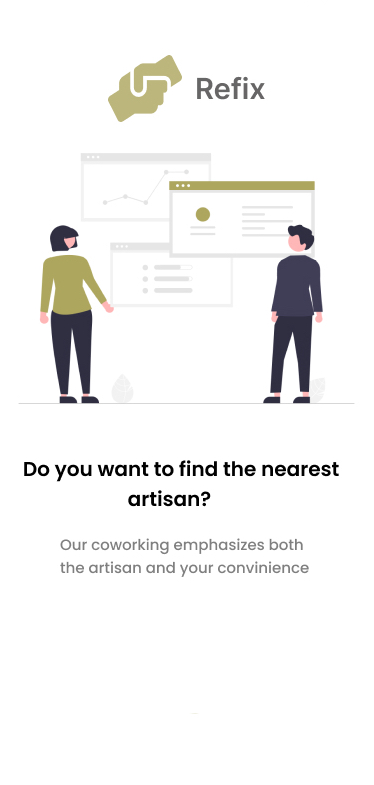 Refix
Do you want to find the nearest
artisan?
Our coworking emphasizes both
the artisan and your convinience